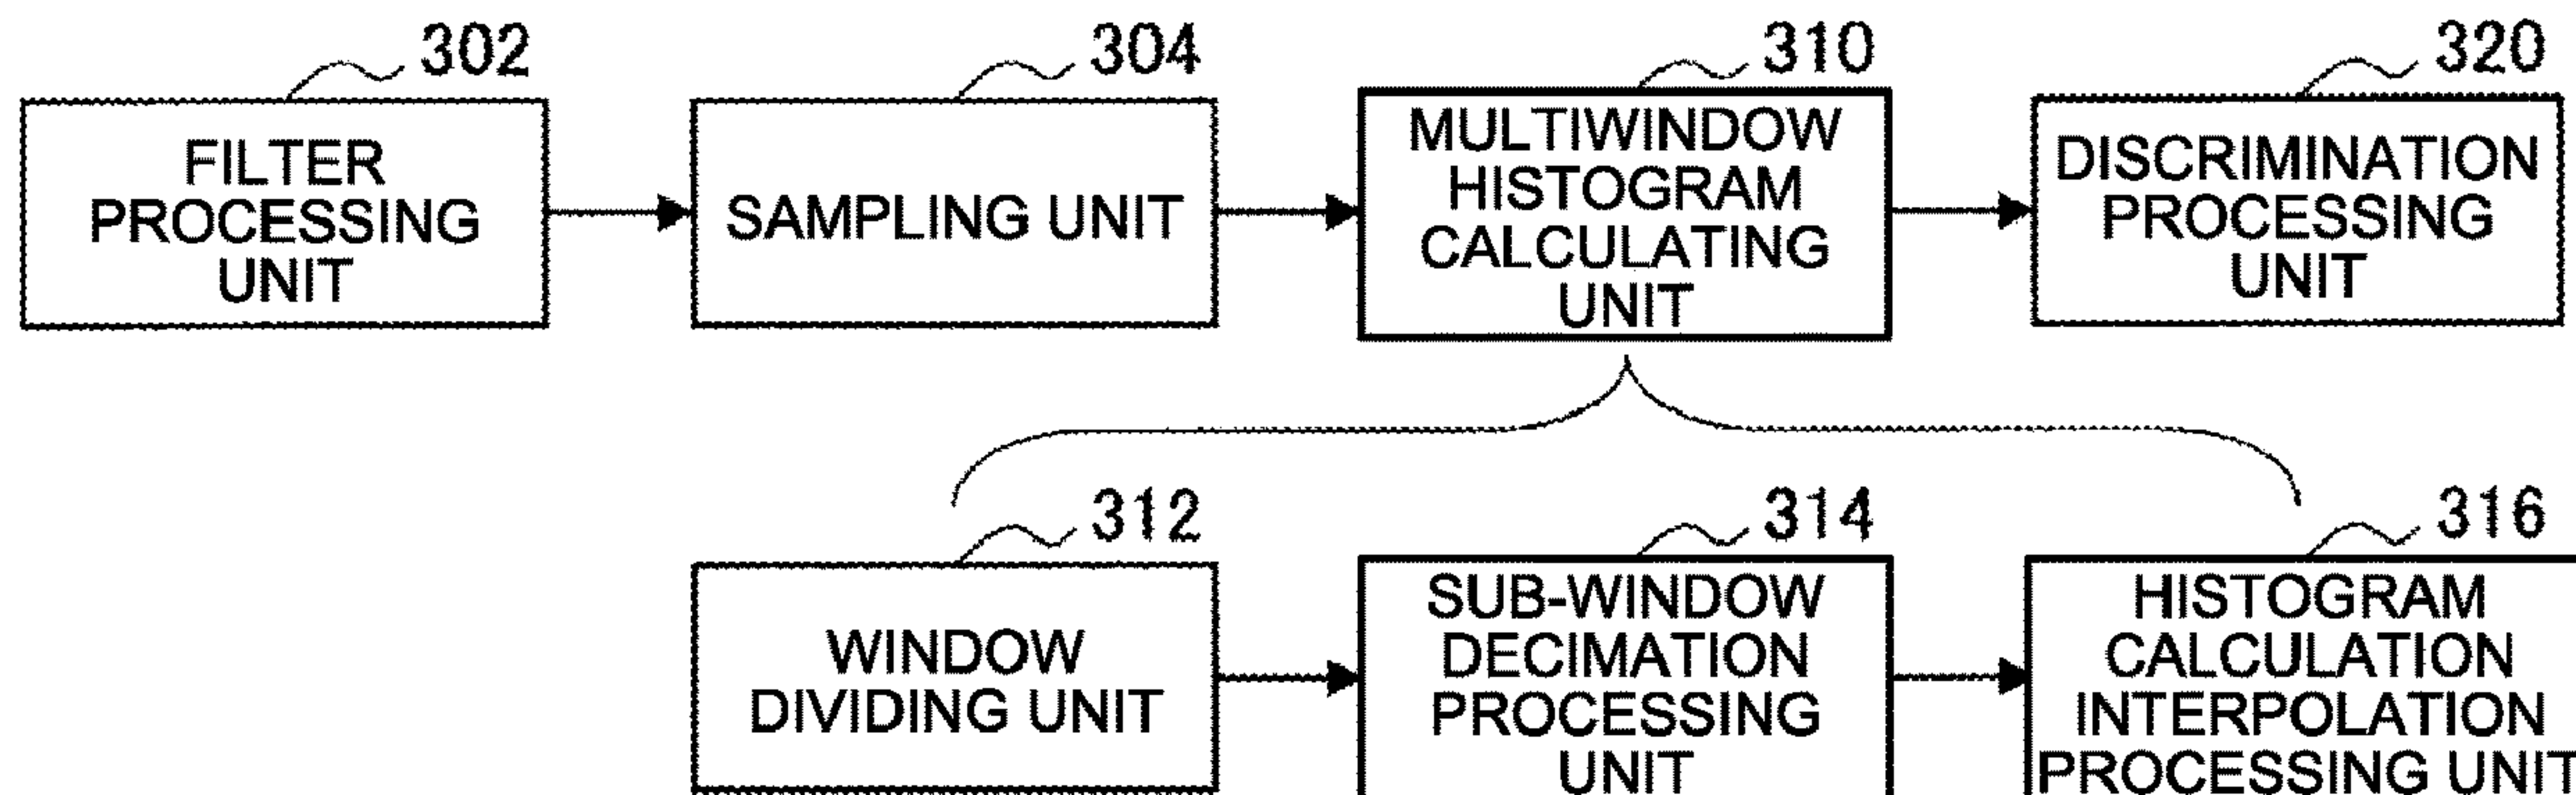 302
304
310
320
FILTER
PROCESSING
UNIT
SAMPLING UNIT
MULTIWINDOW
HISTOGRAM
CALCULATING
UNIT
DISCRIMINATION
PROCESSING
UNIT
312
314
316
WINDOW
DIVIDING UNIT
SUB-WINDOW
DECIMATION
PROCESSING
UNIT
HISTOGRAM
CALCULATION
INTERPOLATION
PROCESSING UNIT